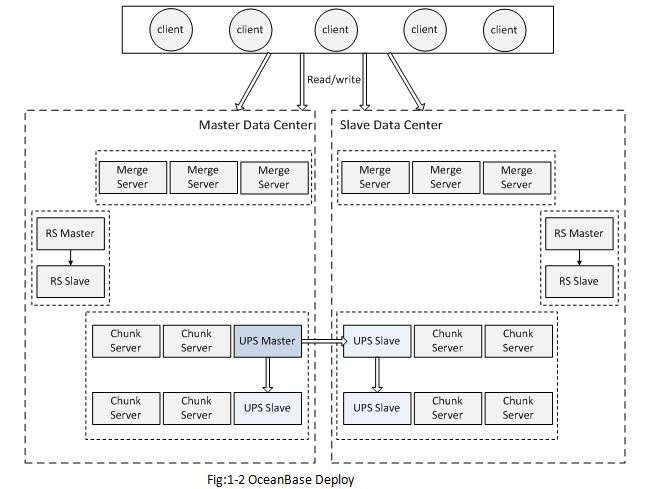 client client client client client
Read/write
Master Data Center Slave Data Center
Merge Merge Merge Merge Merge Merge
Server Server Server Server Server Server
RS Master RS Master
RS Slave RS Slave
Chunk Chunk UPS Master UPS Slave Chunk Chunk
Server Server Server Server
Chunk Chunk UPS Slave UPS Slave Chunk Chunk
Server Server Server Server
Fig:1-2 OceanBase Deploy